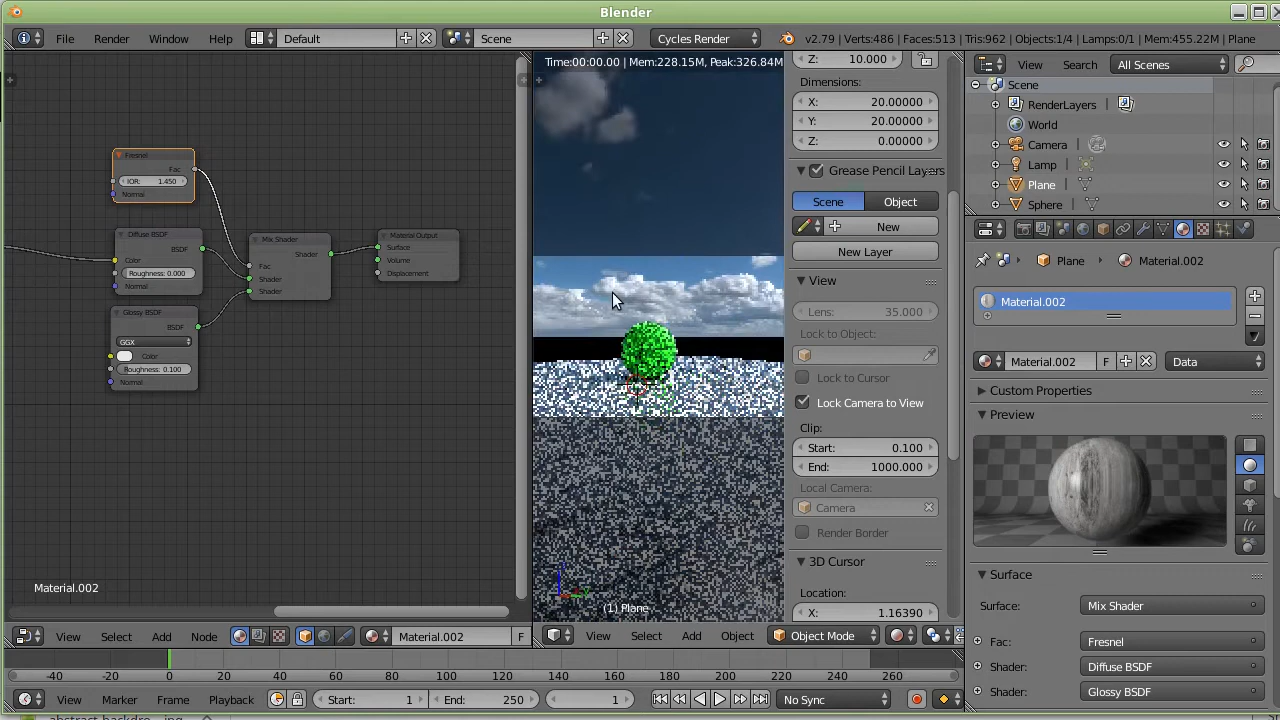 Blender
File Render Window Help Default Scene Cycles Render v2.79 | Verts:486 | Faces:513 | Tris:962 | Objects:1/4 | Lamps:0/1 | Mem:455.22M | Plane
Time:00:00.00 | Mem:228.15M, Peak:326.84M
Fresnel
Fac
IOR: 1.450
Normal
Diffuse BSDF
BSDF
Color
Roughness: 0.000
Normal
Glossy BSDF
BSDF
GGX
Color
Roughness: 0.100
Normal
Mix Shader
Shader
Fac
Shader
Shader
Material Output
Surface
Volume
Displacement
Material.002
(1) Plane
Z: 10.000
Dimensions:
X: 20.00000
Y: 20.00000
Z: 0.00000
Grease Pencil Layers
Scene Object
New
New Layer
View
Lens: 35.000
Lock to Object:
Lock to Cursor
Lock Camera to View
Clip:
Start: 0.100
End: 1000.000
Local Camera:
Camera
Render Border
3D Cursor
Location:
X: 1.16390
View Search All Scenes
Scene
RenderLayers
World
Camera
Lamp
Plane
Sphere
Plane Material.002
Material.002
Material.002 F Data
Custom Properties
Preview
Surface
Surface: Mix Shader
Fac: Fresnel
Shader: Diffuse BSDF
Shader: Glossy BSDF
View Select Add Node Material.002 F
View Select Add Object Object Mode
-40 -20 0 20 40 60 80 100 120 140 160 180 200 220 240 260
View Marker Frame Playback Start: 1 End: 250 1 No Sync